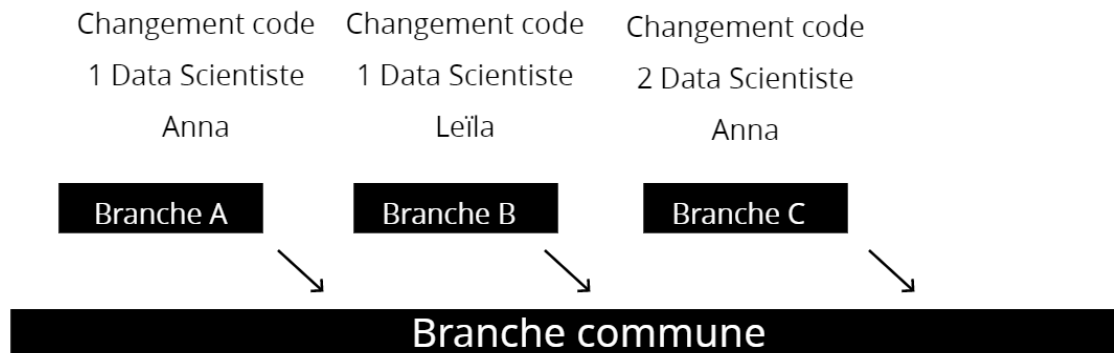 Changement code
1 Data Scientiste
Anna
Changement code
1 Data Scientiste
Leïla
Changement code
2 Data Scientiste
Anna
Branche A
Branche B
Branche C
Branche commune